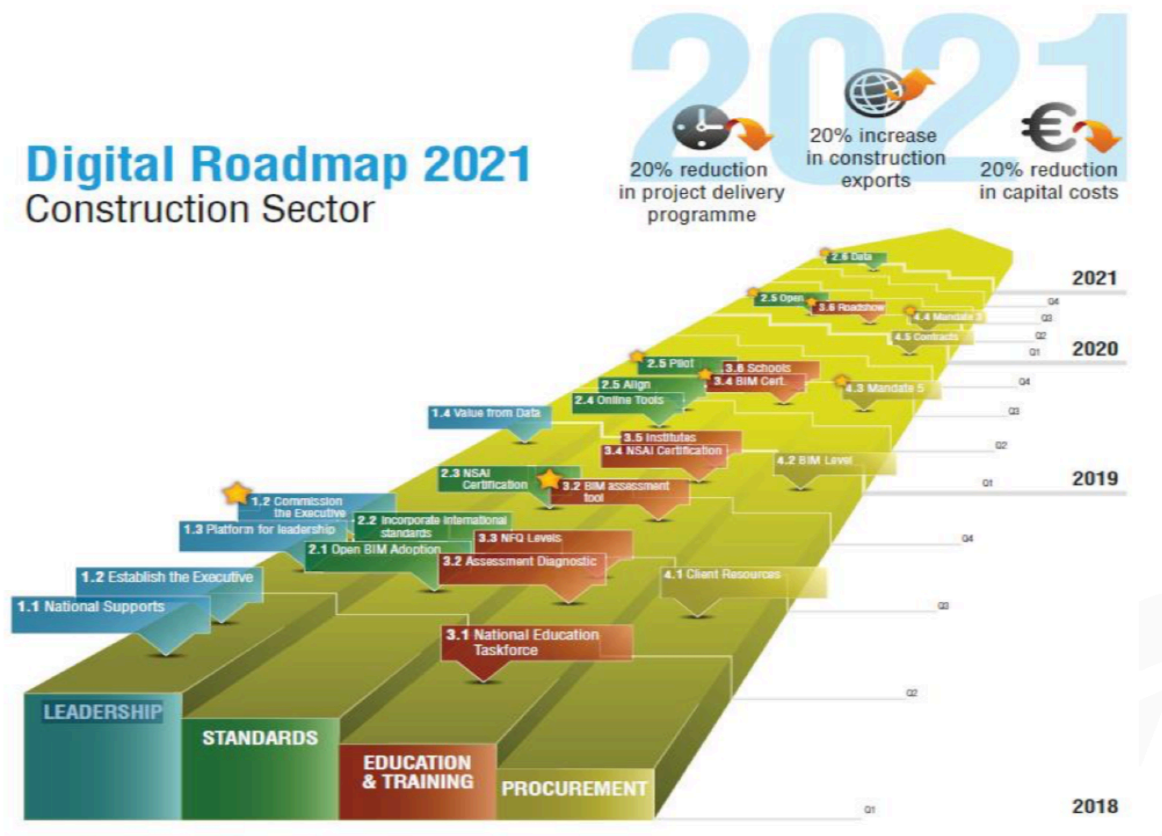 2021
20% reduction
in project delivery
programme
20% increase
in construction
exports
20% reduction
in capital costs
Digital Roadmap 2021
Construction Sector
2.6 Data
2021
2.5 Open
3.6 Roadshow
Q4
4.4 Mandate
Q3
4.5 Contracts
Q2
Q1
2020
2.5 Pilot
3.6 Schools
2.5 Align
3.4 BIM Cert.
Q4
4.3 Mandate 5
2.4 Online Tools
1.4 Value from Data
Q3
3.5 Institutes
3.4 NSAI Certification
Q2
4.2 BIM Level
2.3 NSAI
Certification
3.2 BIM assessment
tool
Q1
2019
1.2 Commission
the Executive
1.3 Platform for leadership
2.2 Incorporate International
standards
2.1 Open BIM Adoption
3.3 NFQ Levels
Q4
3.2 Assessment Diagnostic
4.1 Client Resources
1.2 Establish the Executive
1.1 National Supports
Q3
3.1 National Education
Taskforce
Q2
LEADERSHIP
STANDARDS
EDUCATION
& TRAINING
PROCUREMENT
Q1
2018